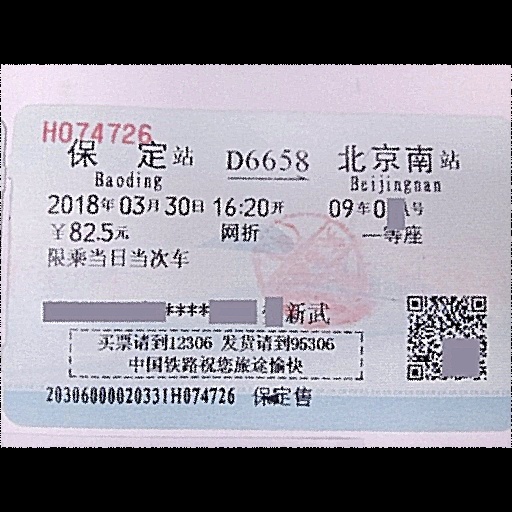 H074726
保 定站 D6658 北京南站
Baoding Beijingnan
2018年03月30日 16:20开 09车0 号
￥82.5元 网折 一等座
限乘当日当次车
**** 新武
买票请到12306 发货请到95306
中国铁路祝您旅途愉快
20306000020331H074726 保定售